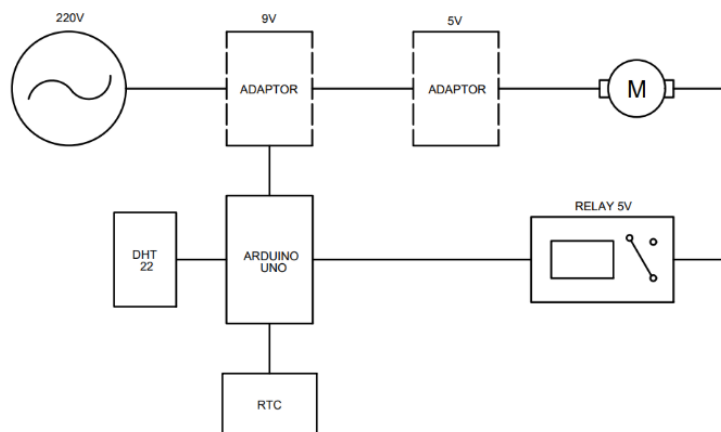 220V
9V
5V
ADAPTOR
ADAPTOR
M
RELAY 5V
DHT
22
ARDUINO
UNO
RTC